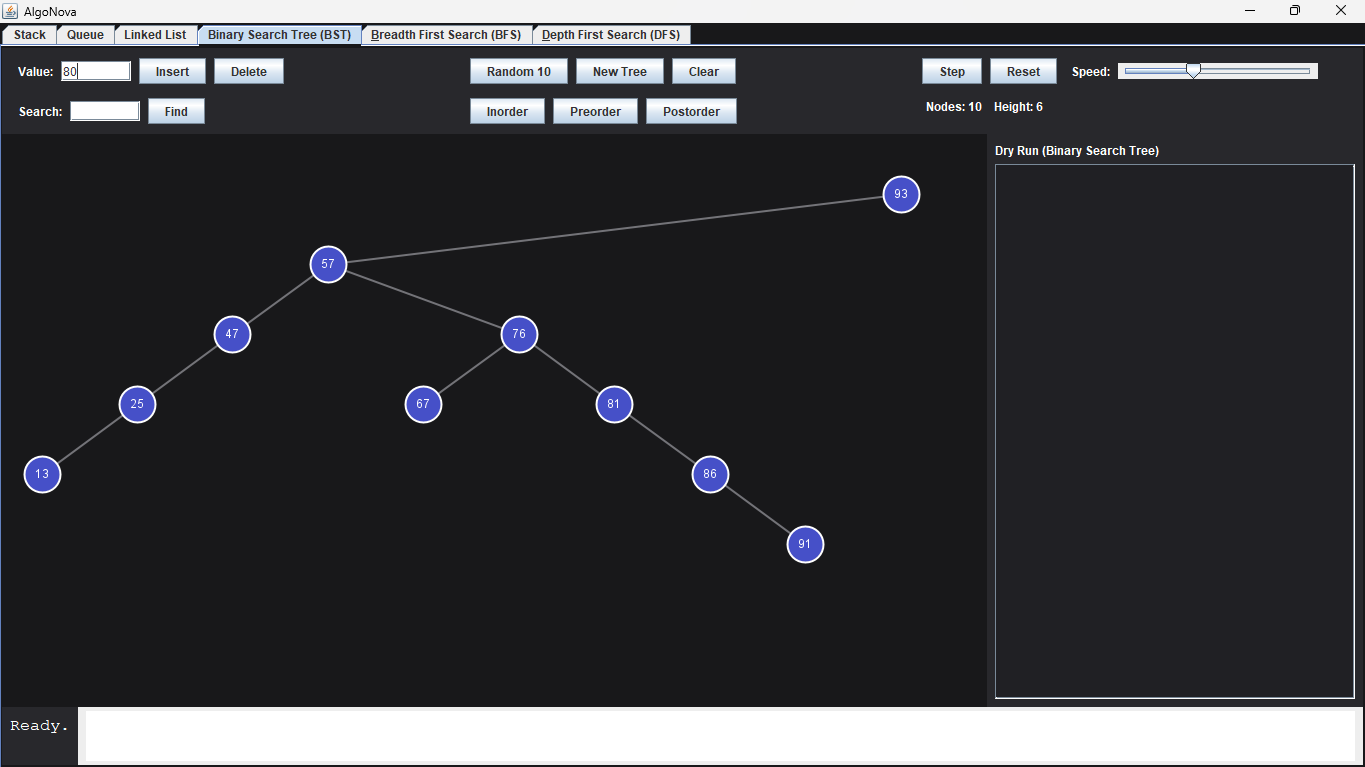 AlgoNova
Stack Queue Linked List Binary Search Tree (BST) Breadth First Search (BFS) Depth First Search (DFS)
Value: 80 Insert Delete Random 10 New Tree Clear Step Reset Speed:
Search: Find Inorder Preorder Postorder Nodes: 10 Height: 6
Dry Run (Binary Search Tree)
93
57
47 76
25 67 81
13 86
91
Ready.